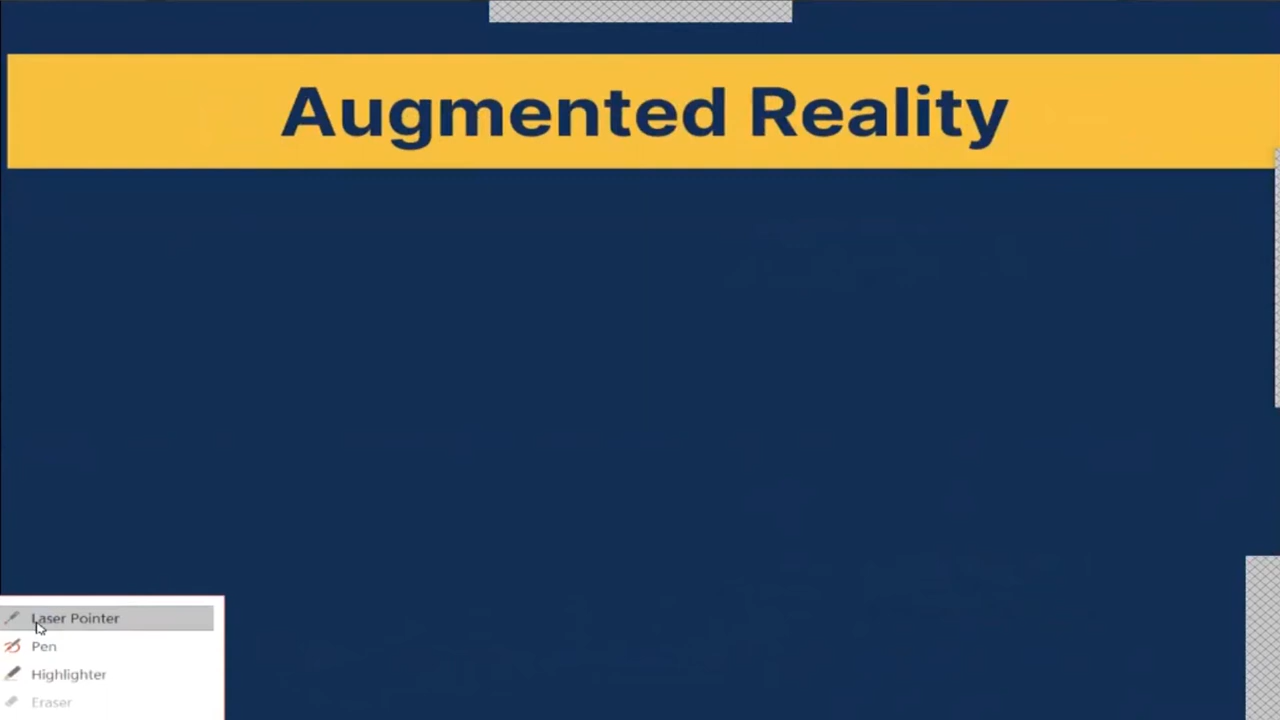 Augmented Reality
Laser Pointer
Pen
Highlighter
Eraser